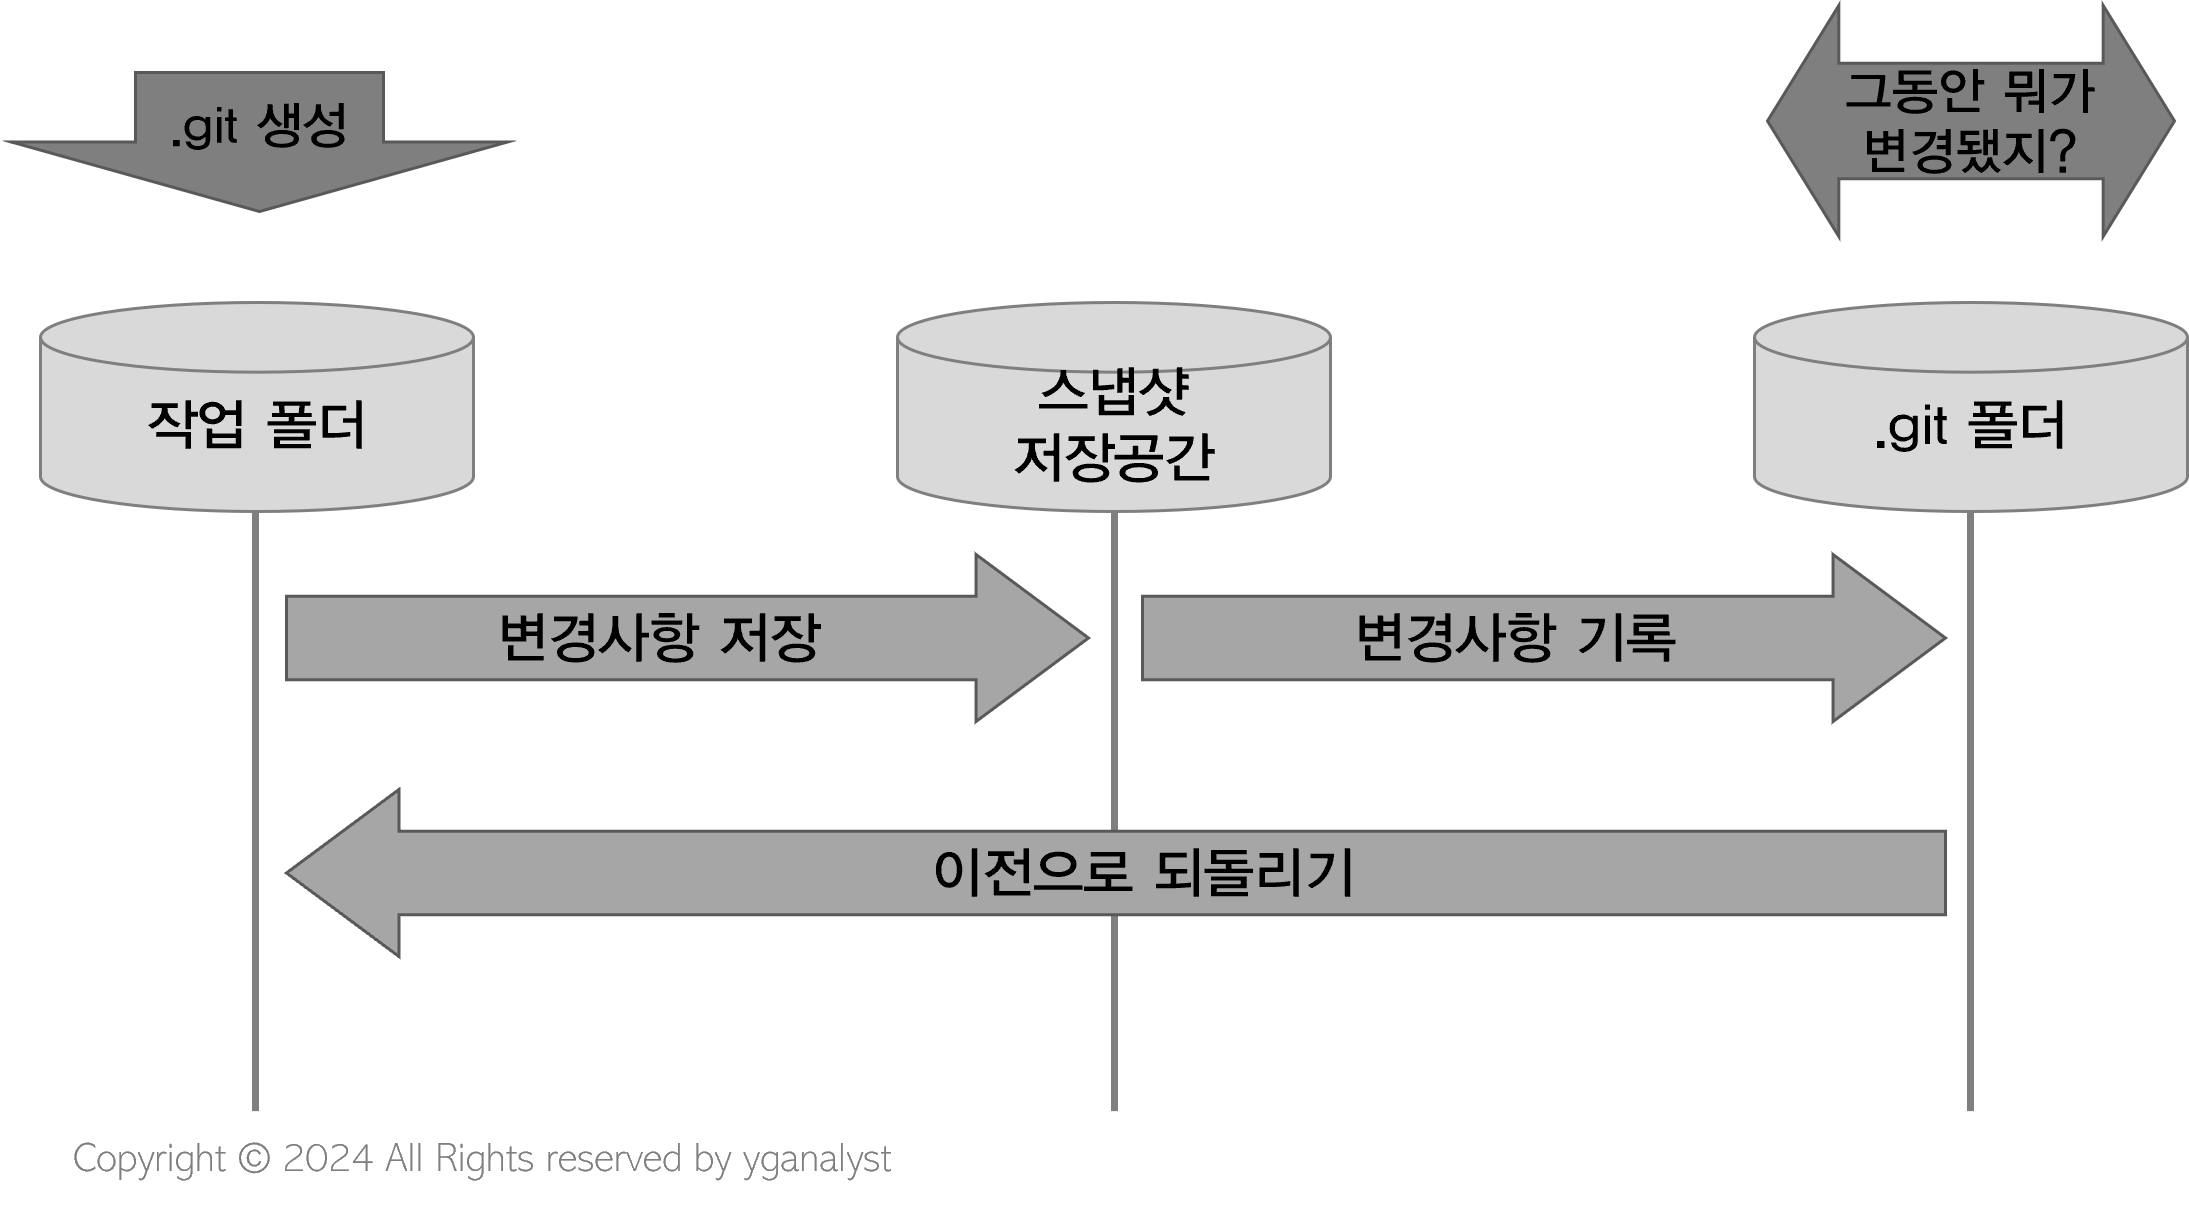 .git 생성
그동안 뭐가
변경됐지?
작업 폴더
스냅샷
저장공간
.git 폴더
변경사항 저장
변경사항 기록
이전으로 되돌리기
Copyright © 2024 All Rights reserved by yganalyst